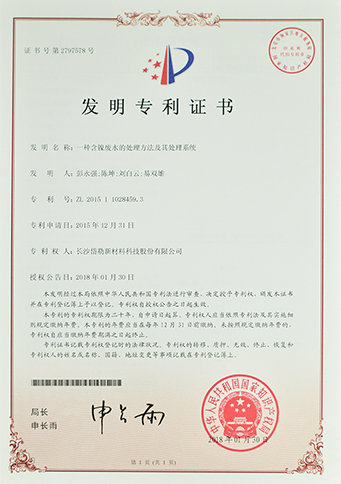 证书号第2797578号
发明专利证书
发明名称：一种含镍废水的处理方法及其处理系统
发明人：彭永强;陈坤;刘白云;易双雄
专利号：ZL 2015 1 1028459.3
专利申请日：2015年12月31日
专利权人：长沙岱勒新材料科技股份有限公司
授权公告日：2018年01月30日
本发明经过本局依照中华人民共和国专利法进行审查，决定授予专利权，颁发本证书
并在专利登记簿上予以登记。专利权自授权公告之日起生效。
本专利的专利权期限为二十年，自申请日起算。专利权人应当依照专利法及其实施细
则规定缴纳年费。本专利的年费应当在每年12月31日前缴纳。未按照规定缴纳年费的，
专利权自应当缴纳年费期满之日起终止。
专利证书记载专利权登记时的法律状况。专利权的转移、质押、无效、终止、恢复和
专利权人的姓名或名称、国籍、地址变更等事项记载在专利登记簿上。
局长
申长雨
申长雨
中华人民共和国国家知识产权局
2018年01月30日
第1页(共1页)